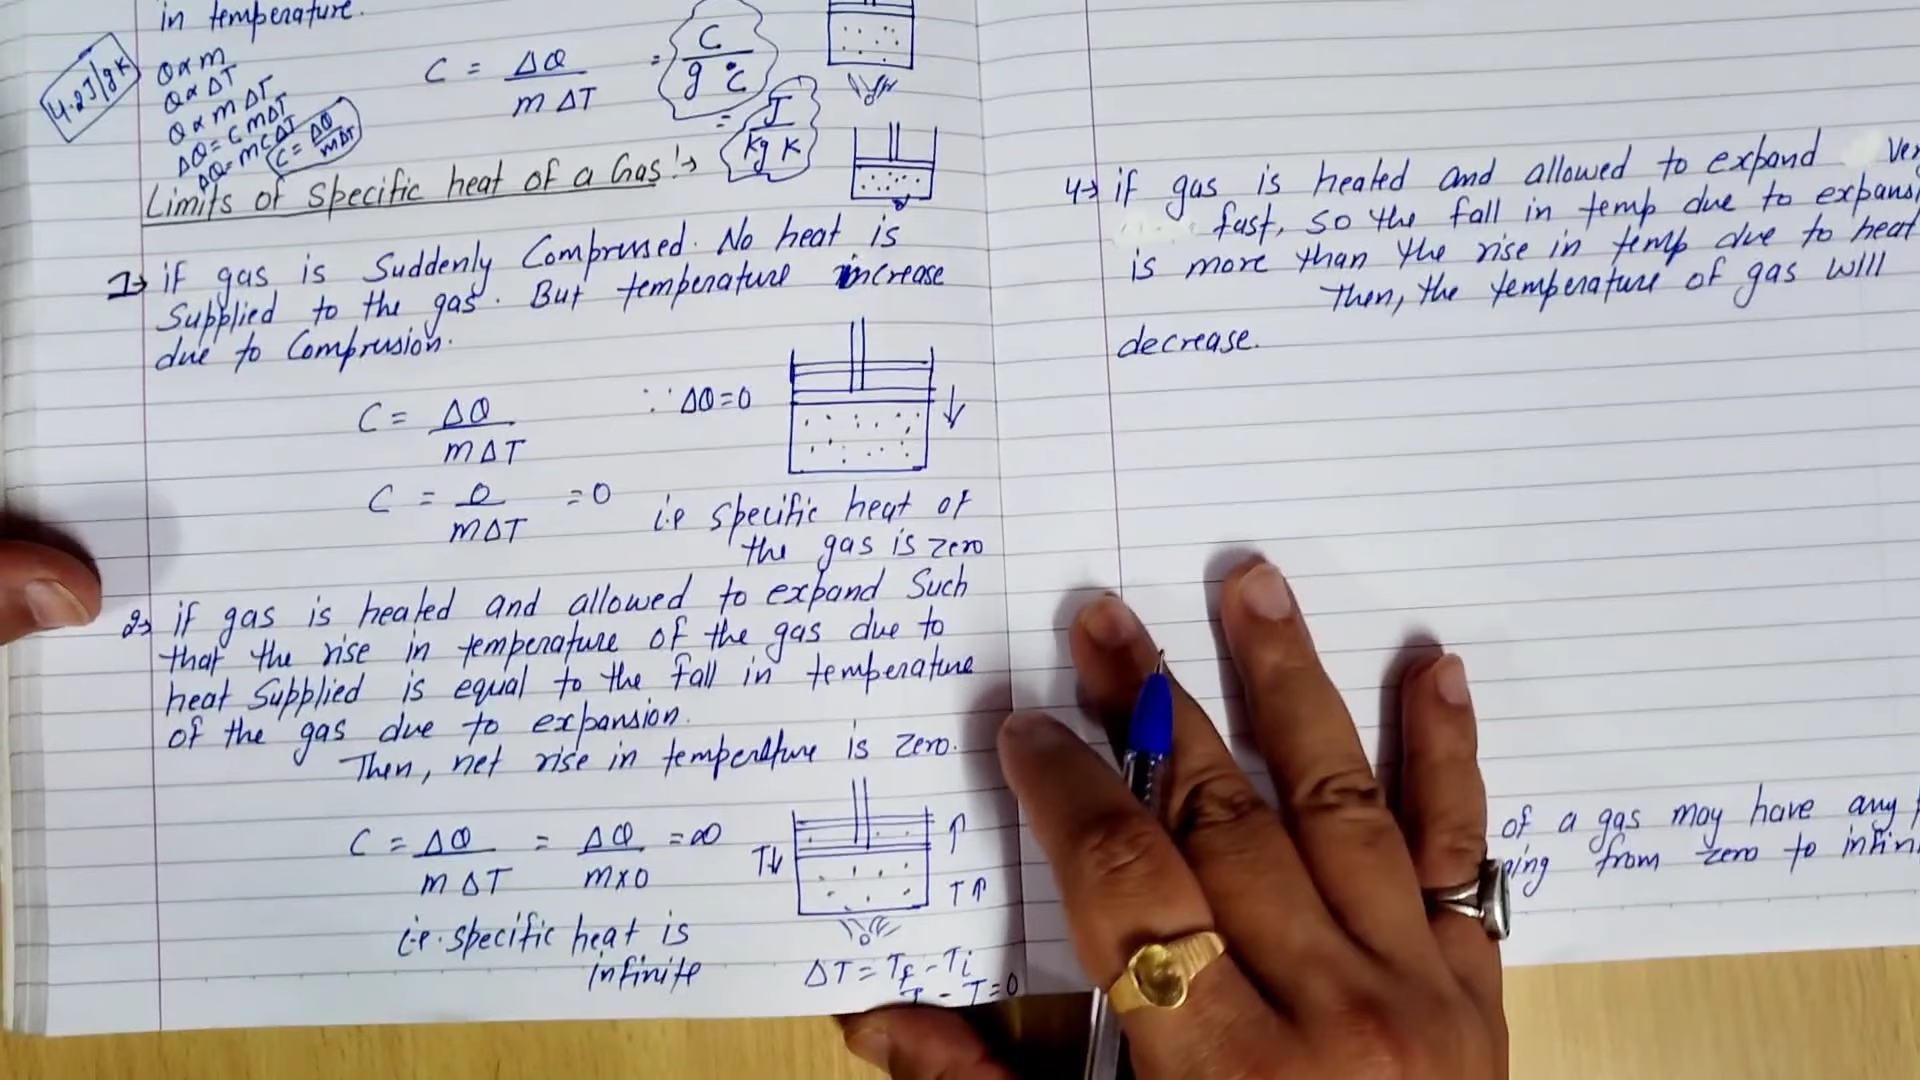 in temperature.
4.2J/gK
Q∝m
Q∝ΔT
Q∝mΔT
ΔQ=CmΔT
ΔQ=mCΔT
C=ΔQ/mΔT
C = ΔQ/mΔT = C/g°C
= J/kg K
Limits of specific heat of a Gas!→
1→ if gas is Suddenly Compressed. No heat is
Supplied to the gas. But temperature increase
due to Compression.
C = ΔQ/mΔT ∵ ΔQ=0
C = 0/mΔT =0 i.e specific heat of
the gas is zero
2→ if gas is heated and allowed to expand Such
that the rise in temperature of the gas due to
heat Supplied is equal to the fall in temperature
of the gas due to expansion.
Then, net rise in temperature is zero.
C = ΔQ/mΔT = ΔQ/m×0 =∞
T↓
T↑
i.e. specific heat is
infinite
ΔT = Tf - Ti
T - T=0
4→ if gas is heated and allowed to expand
fast, so the fall in temp due to
is more than the rise in temp due to heat
Then, the temperature of gas will
decrease.
of a gas may have any
from zero to